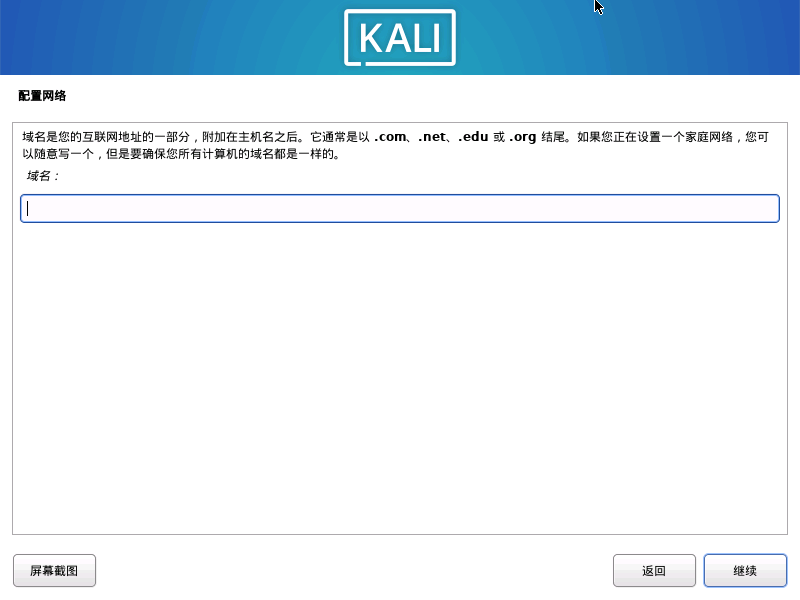 KALI
配置网络
域名是您的互联网地址的一部分，附加在主机名之后。它通常是以 .com、.net、.edu 或 .org 结尾。如果您正在设置一个家庭网络，您可
以随意写一个，但是要确保您所有计算机的域名都是一样的。
域名：
屏幕截图
返回
继续